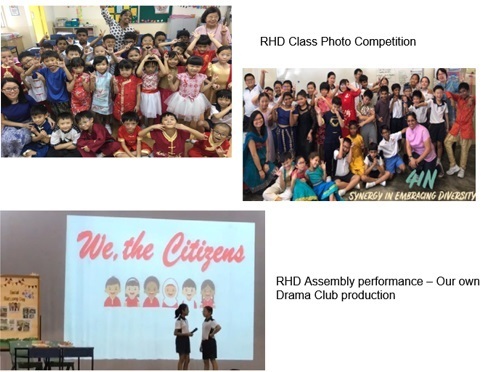 RHD Class Photo Competition
4IN
SYNERGY IN EMBRACING DIVERSITY
We, the Citizens
RHD Assembly performance – Our own
Drama Club production